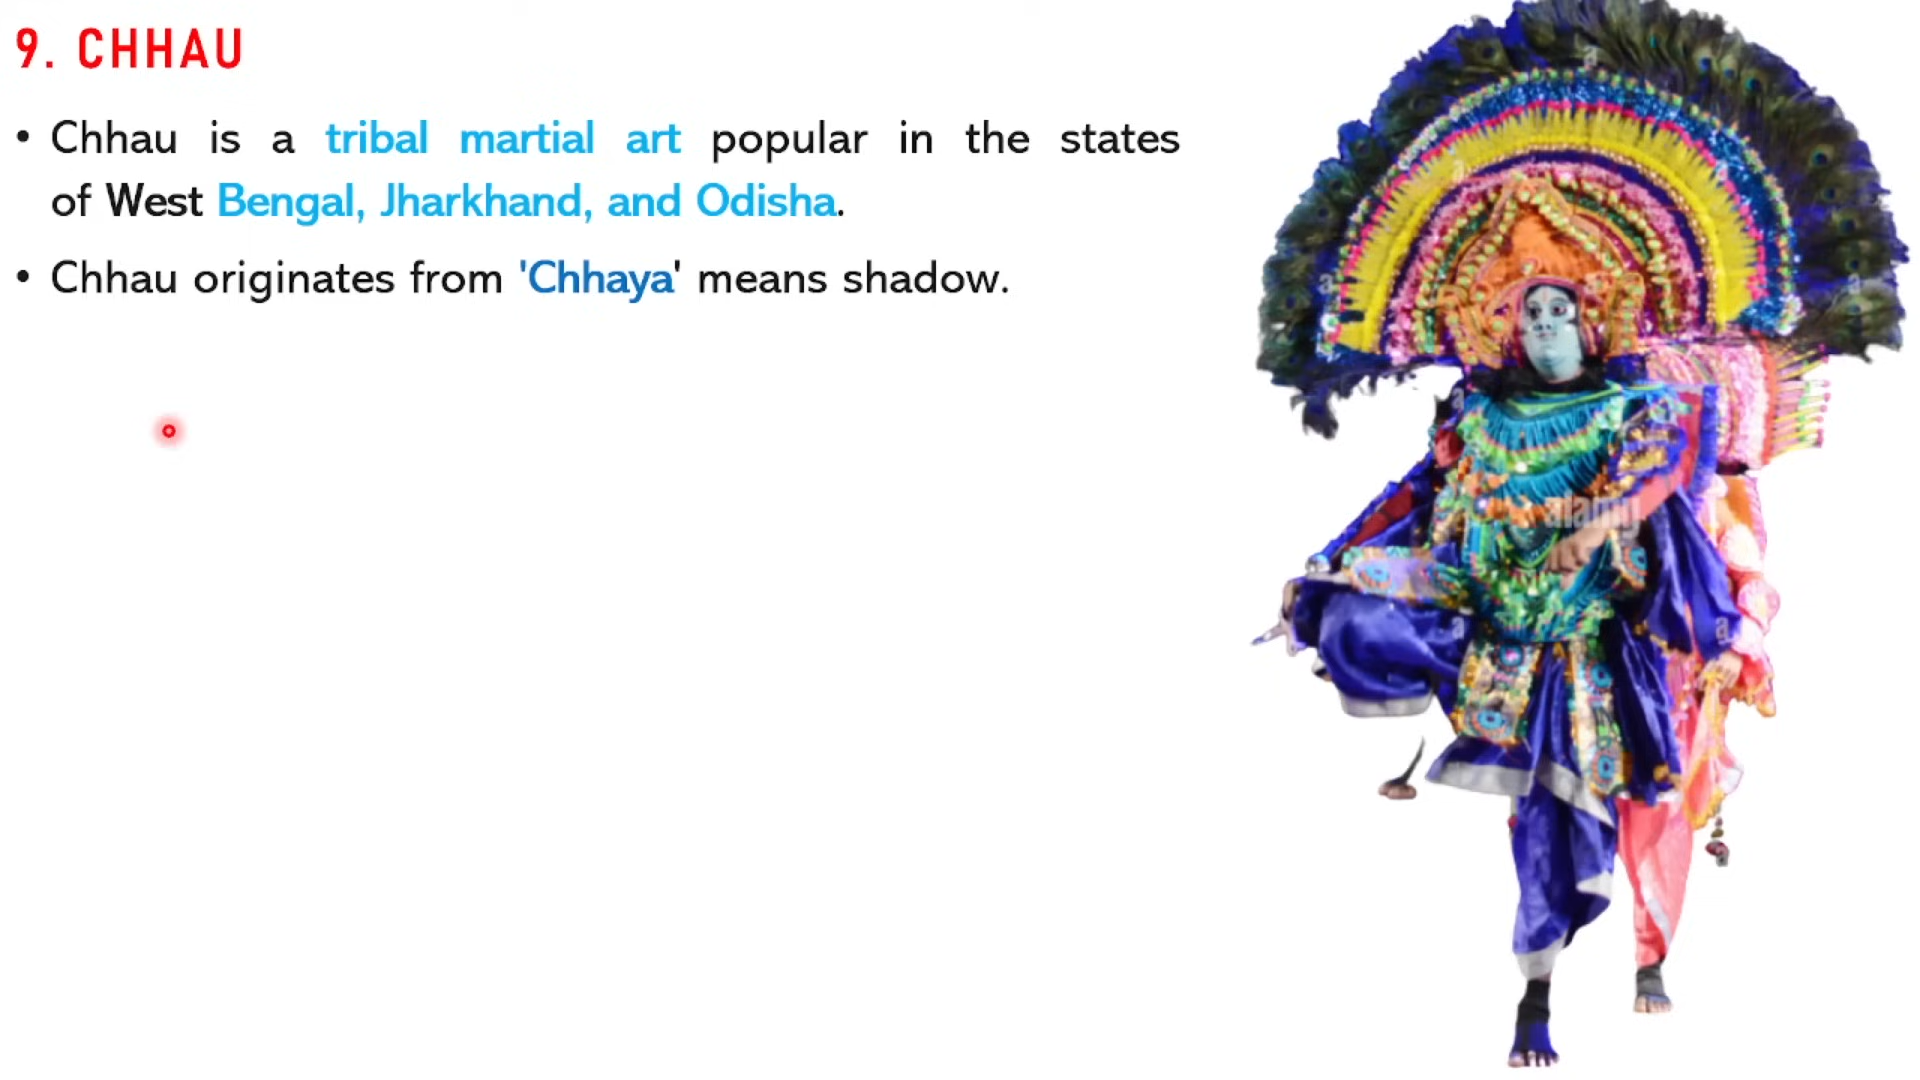 9. CHHAU
• Chhau is a tribal martial art popular in the states
of West Bengal, Jharkhand, and Odisha.
• Chhau originates from 'Chhaya' means shadow.
alamy
a
a
a
a
a
a